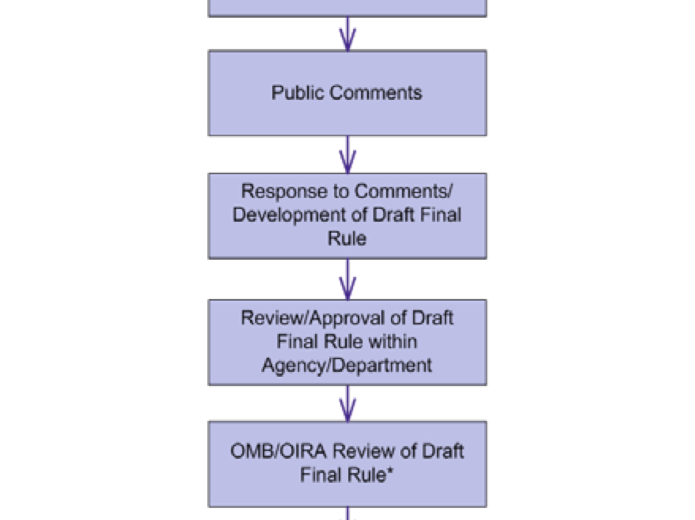 Public Comments
Response to Comments/
Development of Draft Final
Rule
Review/Approval of Draft
Final Rule within
Agency/Department
OMB/OIRA Review of Draft
Final Rule*